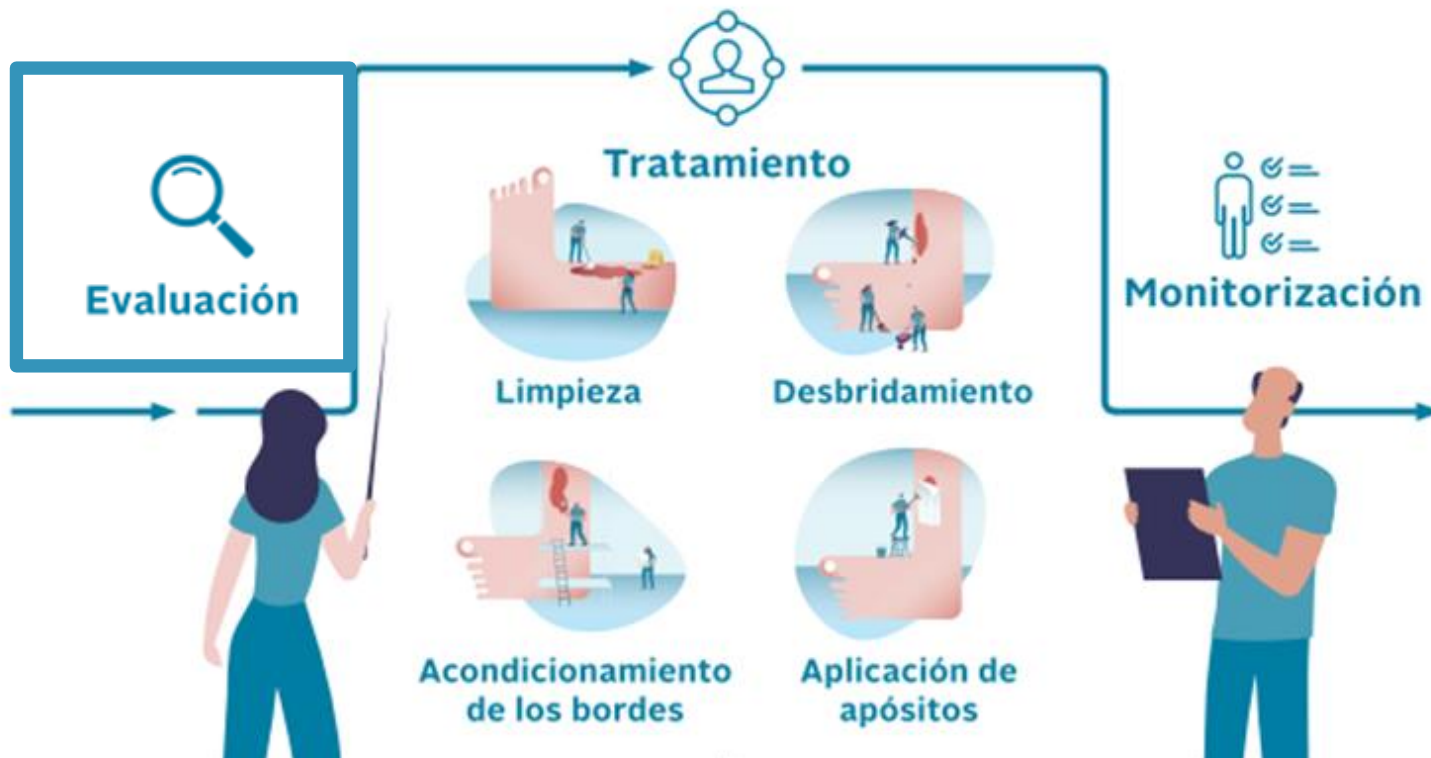 Tratamiento
Evaluación
Monitorización
Limpieza
Desbridamiento
Acondicionamiento
de los bordes
Aplicación de
apósitos